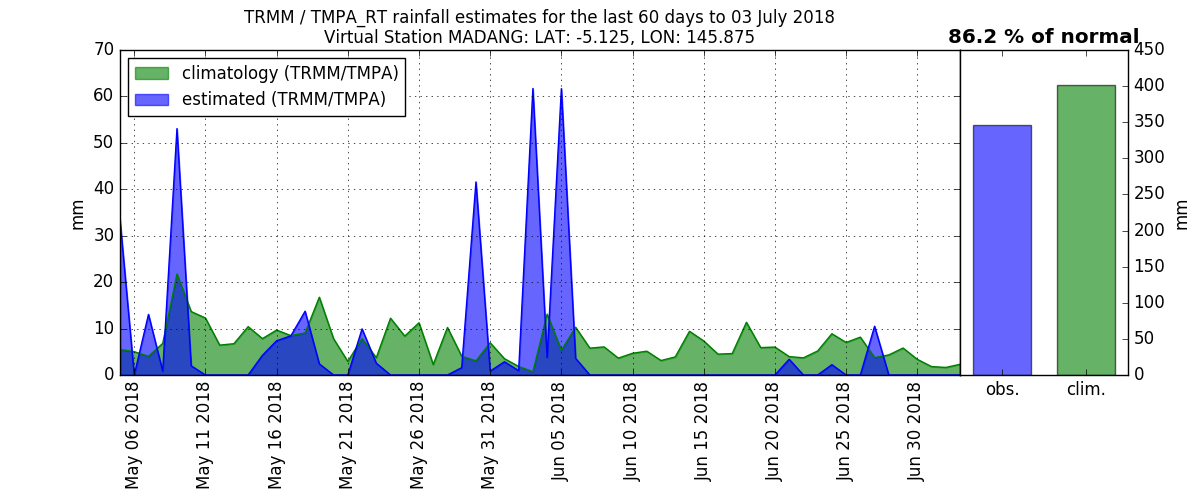 TRMM / TMPA_RT rainfall estimates for the last 60 days to 03 July 2018
Virtual Station MADANG: LAT: -5.125, LON: 145.875
86.2 % of normal
climatology (TRMM/TMPA)
estimated (TRMM/TMPA)
70
60
50
40
30
20
10
0
mm
May 06 2018
May 11 2018
May 16 2018
May 21 2018
May 26 2018
May 31 2018
Jun 05 2018
Jun 10 2018
Jun 15 2018
Jun 20 2018
Jun 25 2018
Jun 30 2018
450
400
350
300
250
200
150
100
50
0
mm
obs.
clim.